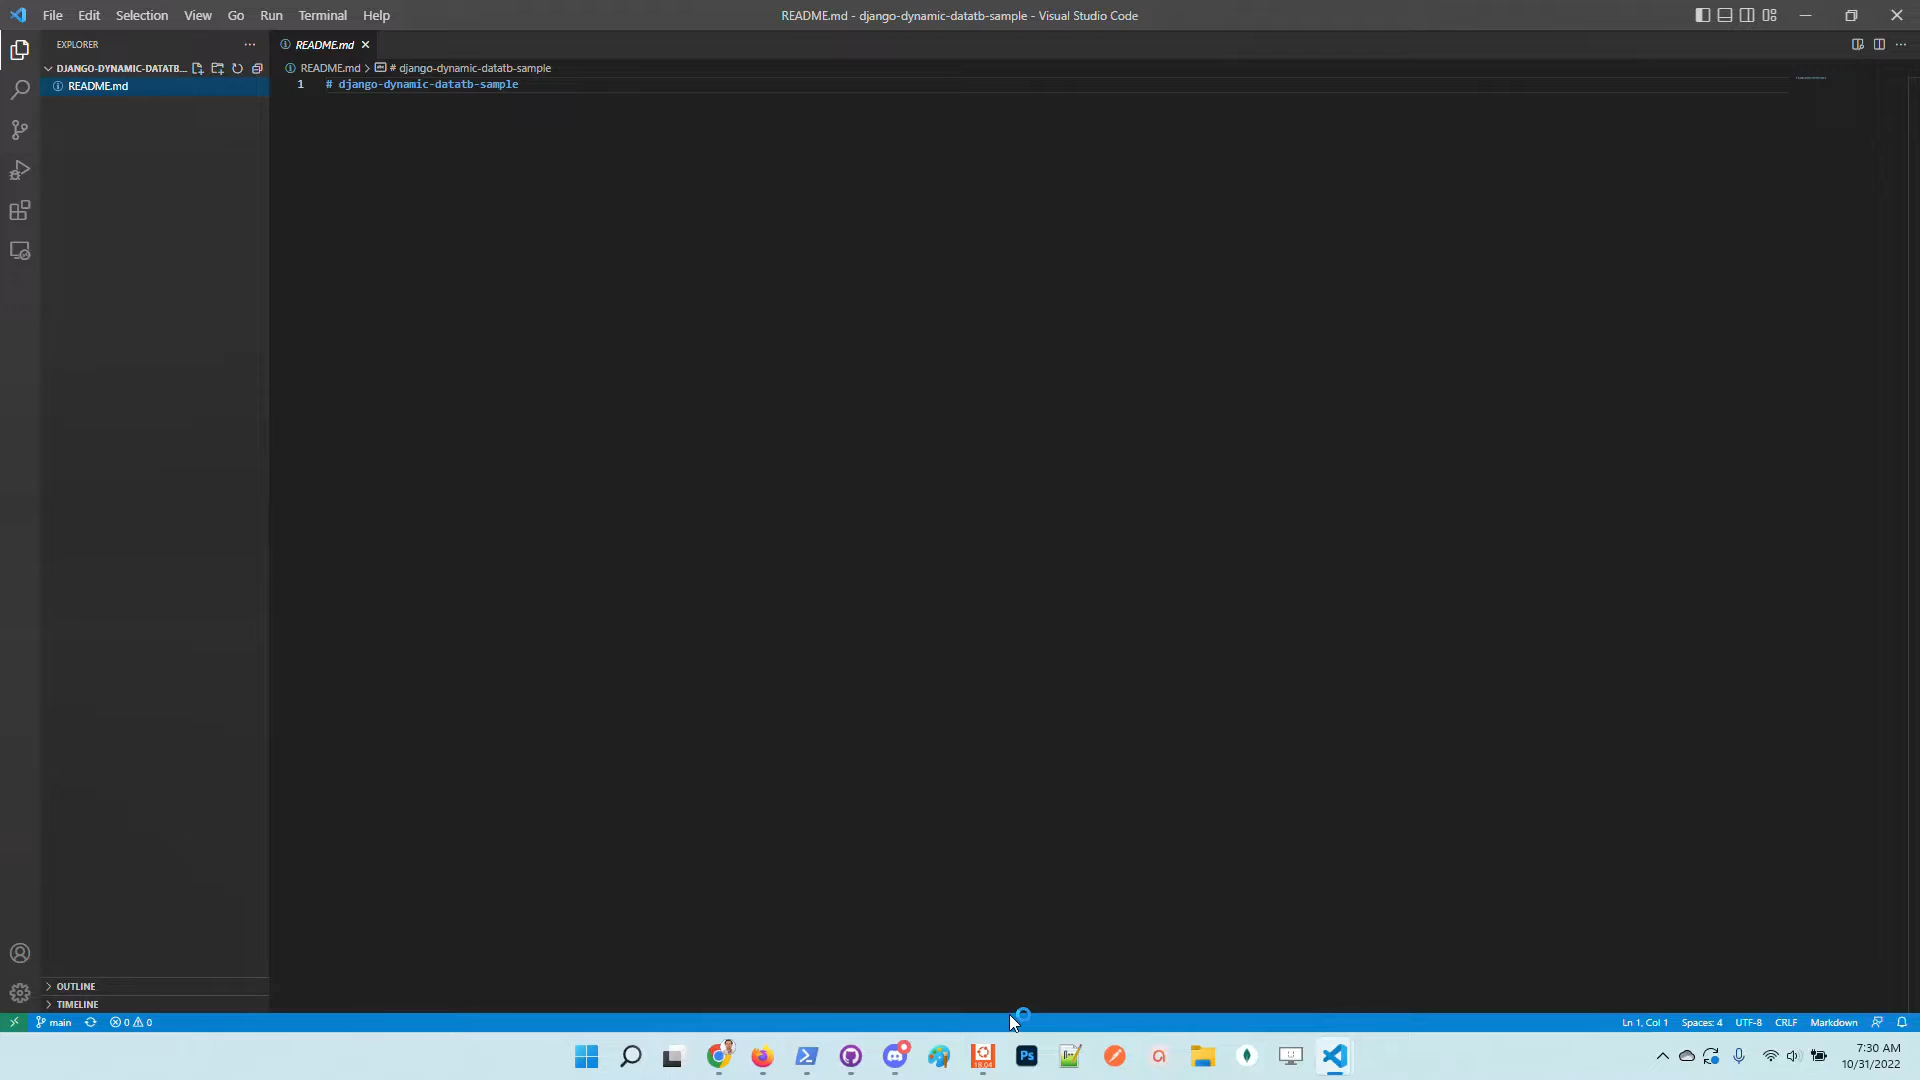 File Edit Selection View Go Run Terminal Help
README.md - django-dynamic-datatb-sample - Visual Studio Code
EXPLORER
README.md
DJANGO-DYNAMIC-DATATB...
README.md > # django-dynamic-datatb-sample
README.md
1 # django-dynamic-datatb-sample
OUTLINE
TIMELINE
main 0 0
Ln 1, Col 1 Spaces: 4 UTF-8 CRLF Markdown
18.04
Ps
7:30 AM
10/31/2022